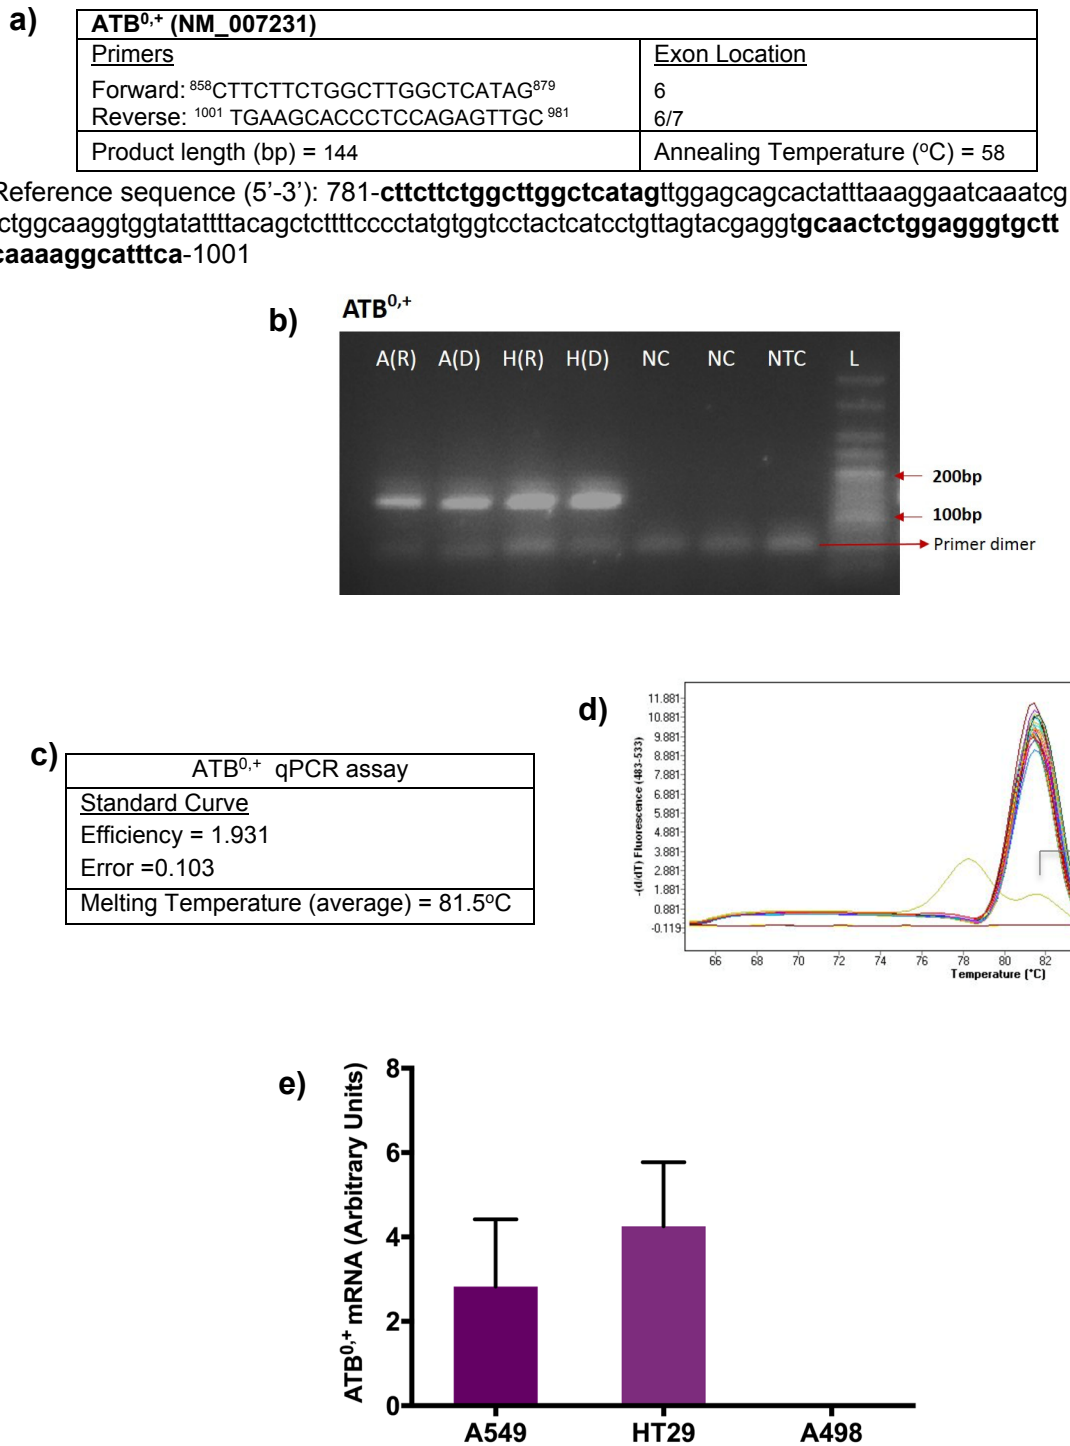 a)
ATB0,+ (NM_007231)
Primers
Exon Location
Forward: 858CTTCTTCTGGCTTGGCTCATAG879
6
Reverse: 1001 TGAAGCACCCTCCAGAGTTGC 981
6/7
Product length (bp) = 144
Annealing Temperature (oC) = 58
Reference sequence (5’-3’): 781-cttcttctggcttggctcatagttggagcagcactatttaaaggaatcaaatcg
ctggcaaggtggtatattttacagctcttttcccctatgtggtcctactcatcctgttagtacgaggtgcaactctggagggtgctt
caaaaggcatttca-1001
b)
ATB0,+
A(R) A(D) H(R) H(D) NC NC NTC L
200bp
100bp
Primer dimer
c)
ATB0,+ qPCR assay
Standard Curve
Efficiency = 1.931
Error =0.103
Melting Temperature (average) = 81.5oC
d)
-(d/dT) Fluorescence (483-533)
11.881
10.881
9.881
8.881
7.881
6.881
5.881
4.881
3.881
2.881
1.881
0.881
-0.119
66 68 70 72 74 76 78 80 82
Temperature (°C)
e)
ATB0,+ mRNA (Arbitrary Units)
8
6
4
2
0
A549 HT29 A498